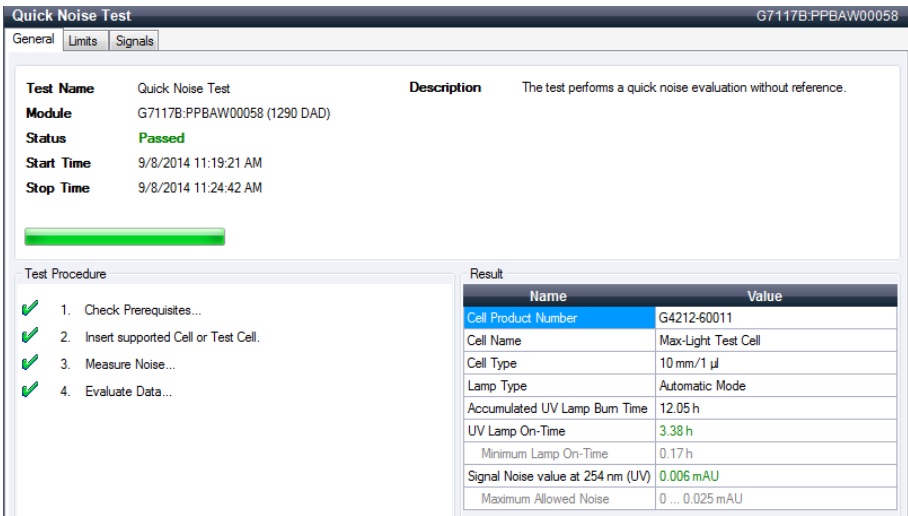 Quick Noise Test G7117B:PPBAW00058
General Limits Signals
Test Name Quick Noise Test Description The test performs a quick noise evaluation without reference.
Module G7117B:PPBAW00058 (1290 DAD)
Status Passed
Start Time 9/8/2014 11:19:21 AM
Stop Time 9/8/2014 11:24:42 AM
Test Procedure
1. Check Prerequisites...
2. Insert supported Cell or Test Cell.
3. Measure Noise...
4. Evaluate Data...
Result
Name Value
Cell Product Number G4212-60011
Cell Name Max-Light Test Cell
Cell Type 10 mm/1 µl
Lamp Type Automatic Mode
Accumulated UV Lamp Burn Time 12.05 h
UV Lamp On-Time 3.38 h
Minimum Lamp On-Time 0.17 h
Signal Noise value at 254 nm (UV) 0.006 mAU
Maximum Allowed Noise 0 ... 0.025 mAU